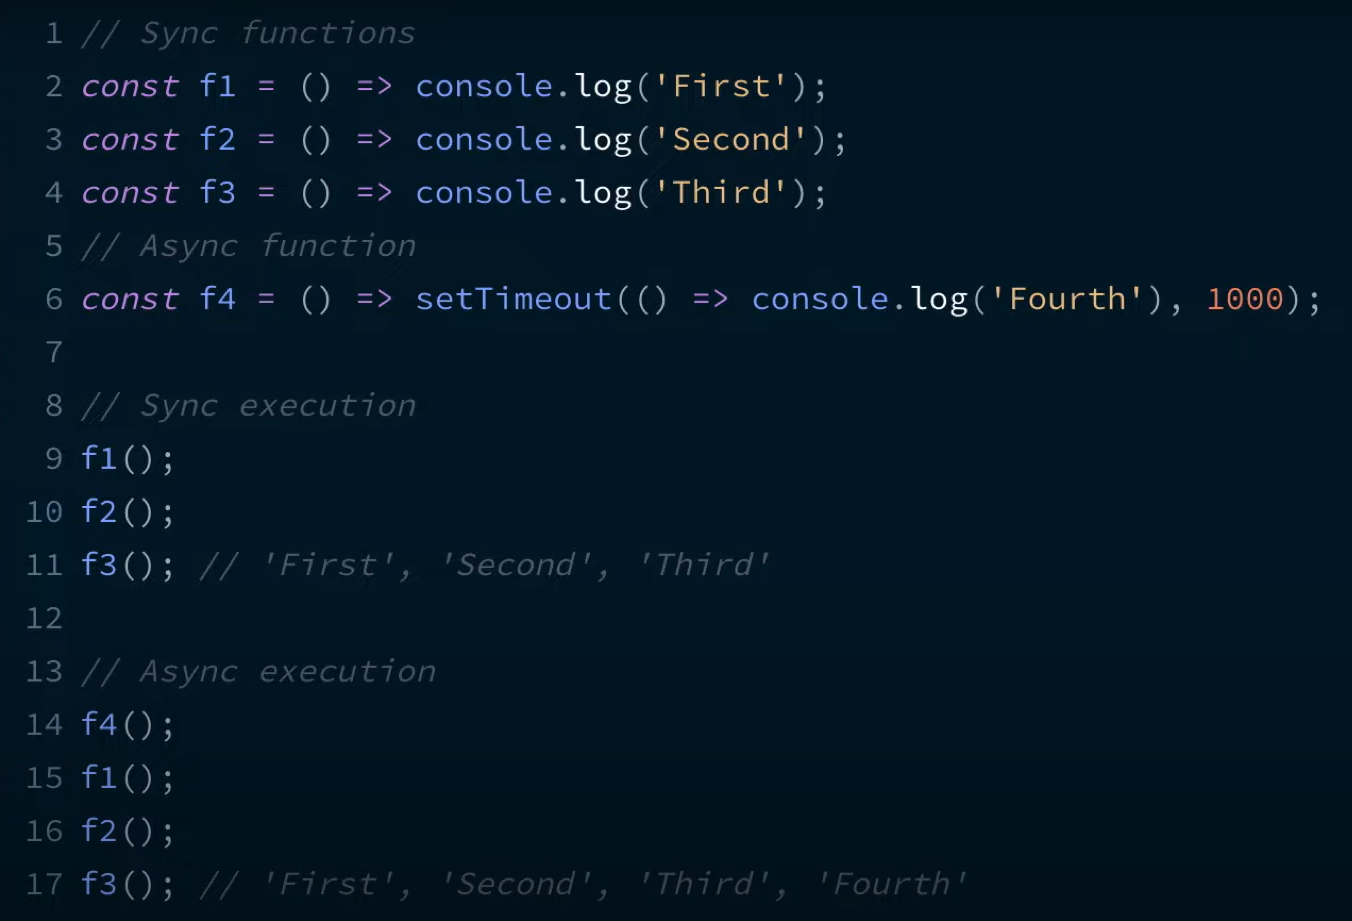 1 // Sync functions
2 const f1 = () => console.log('First');
3 const f2 = () => console.log('Second');
4 const f3 = () => console.log('Third');
5 // Async function
6 const f4 = () => setTimeout(() => console.log('Fourth'), 1000);
7
8 // Sync execution
9 f1();
10 f2();
11 f3(); // 'First', 'Second', 'Third'
12
13 // Async execution
14 f4();
15 f1();
16 f2();
17 f3(); // 'First', 'Second', 'Third', 'Fourth'